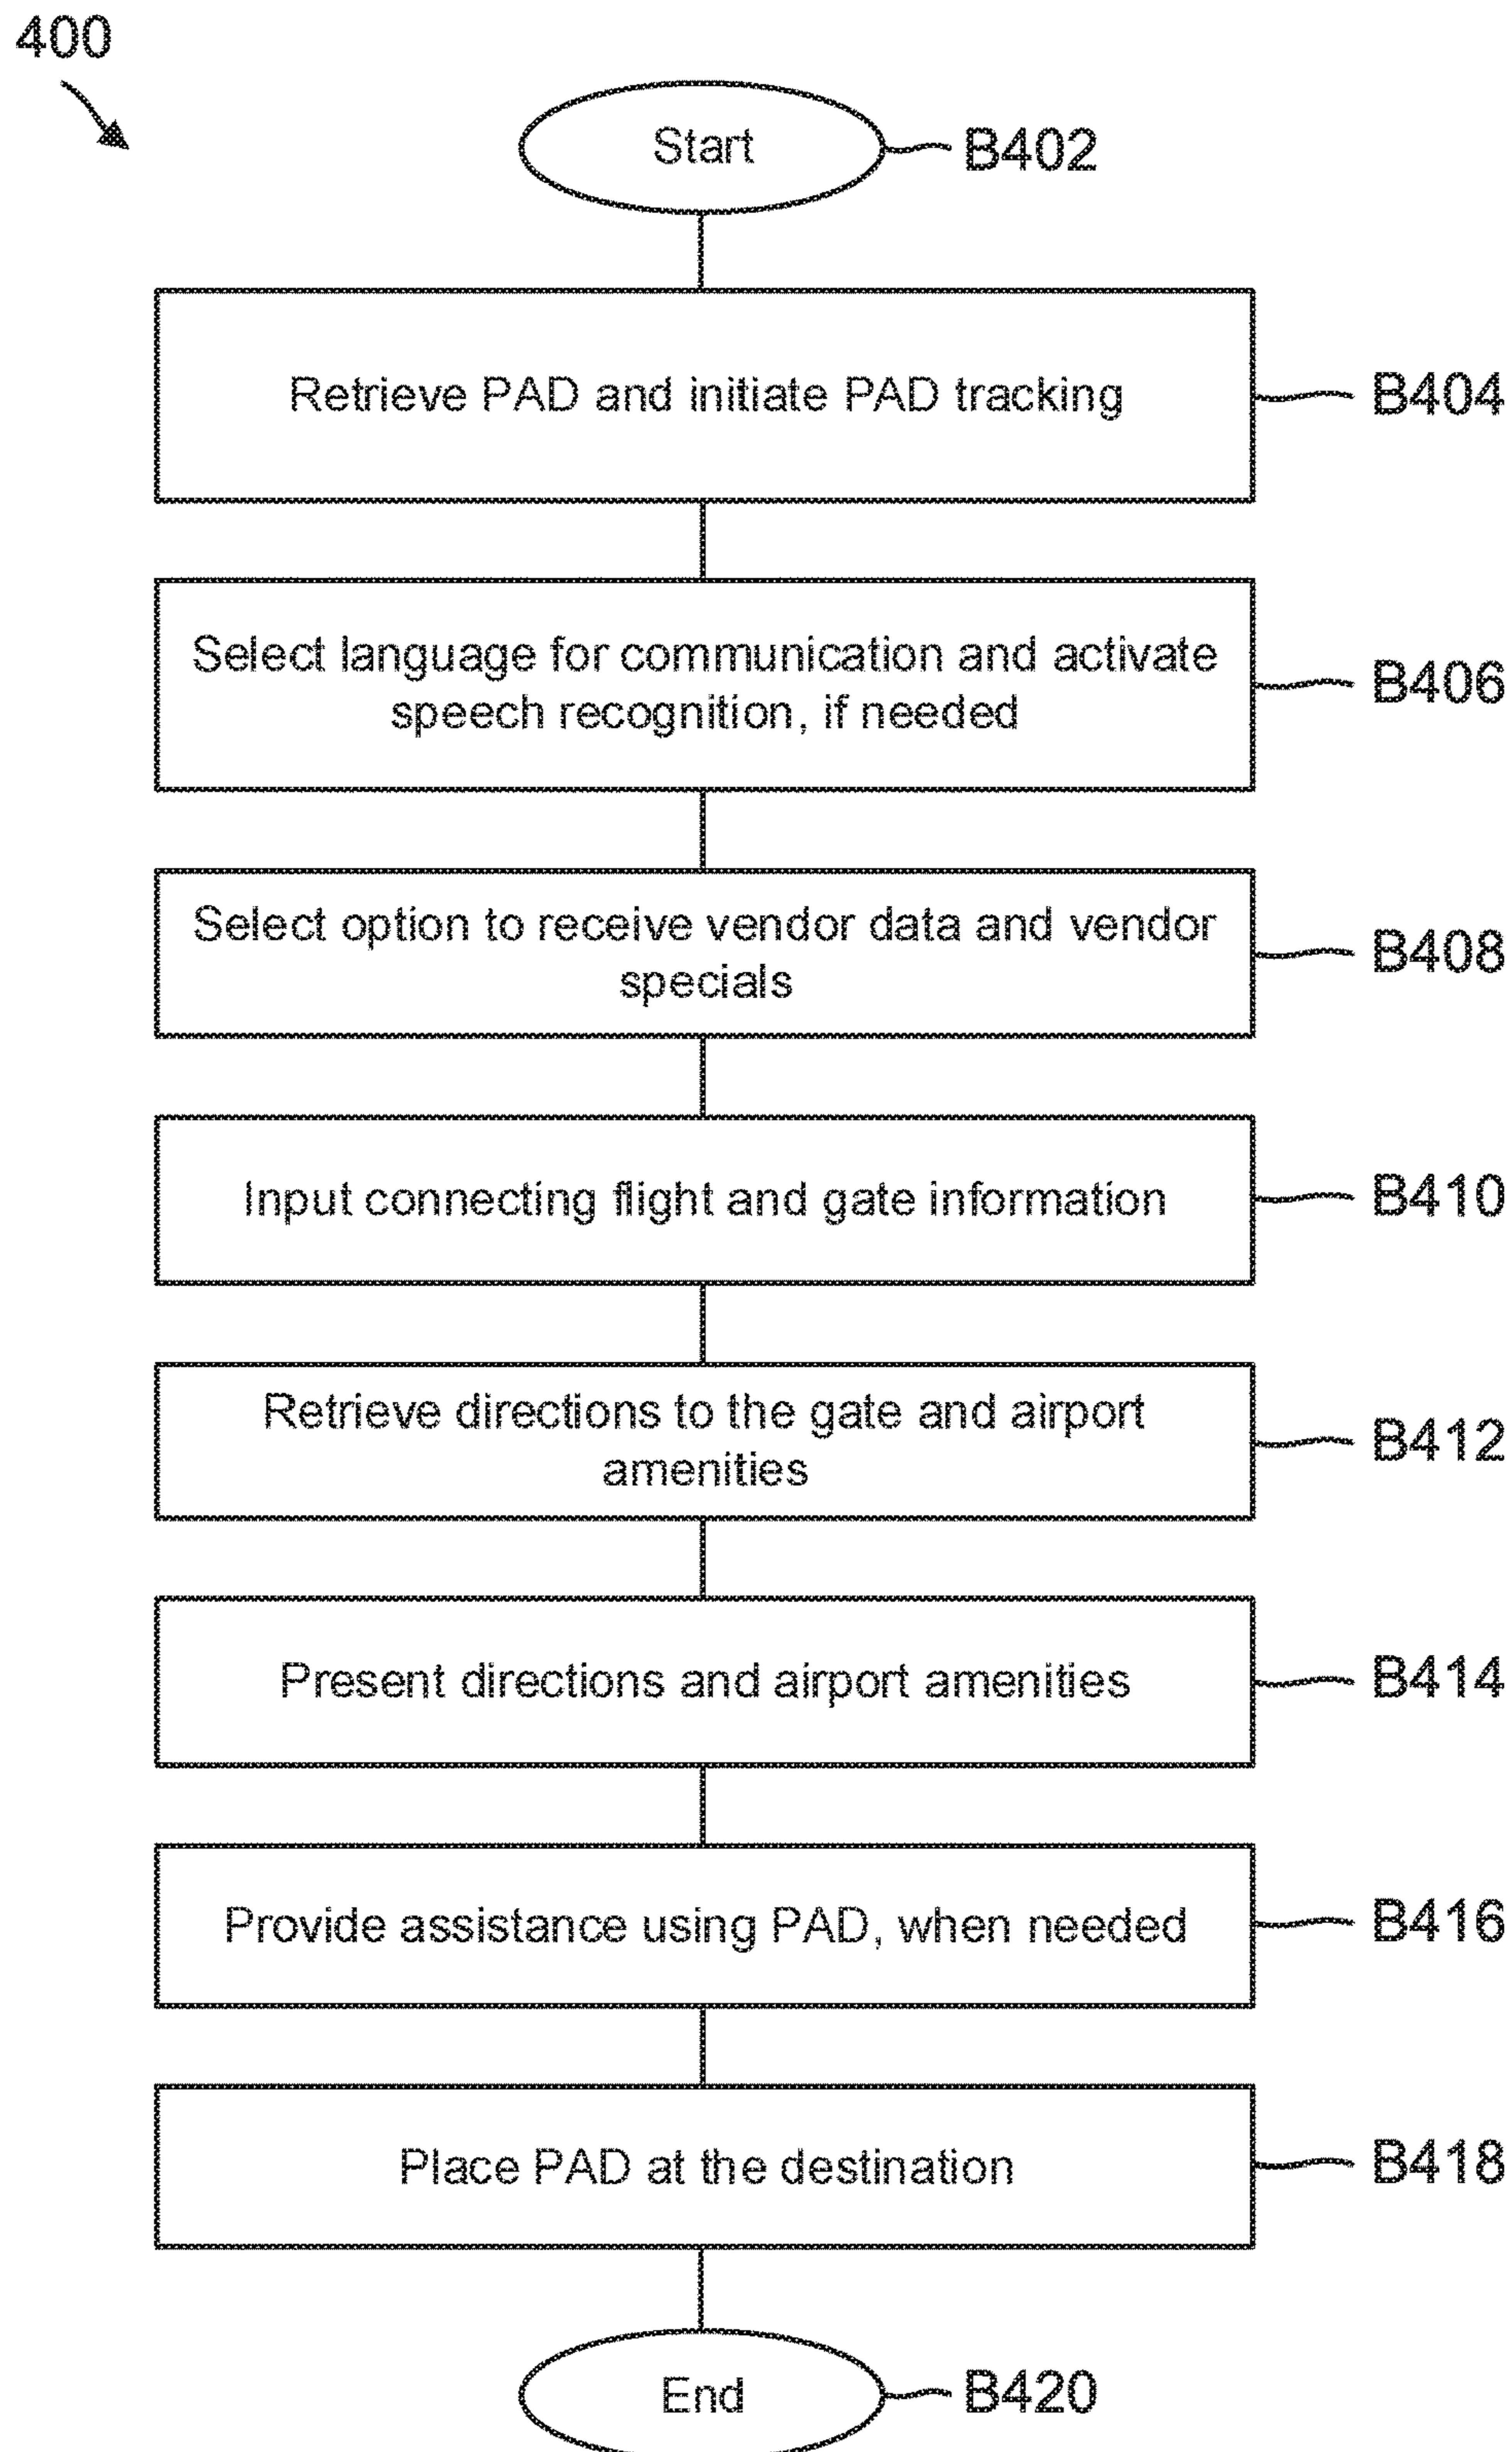 400
Start
B402
Retrieve PAD and initiate PAD tracking
B404
Select language for communication and activate
speech recognition, if needed
B406
Select option to receive vendor data and vendor
specials
B408
Input connecting flight and gate information
B410
Retrieve directions to the gate and airport
amenities
B412
Present directions and airport amenities
B414
Provide assistance using PAD, when needed
B416
Place PAD at the destination
B418
End
B420